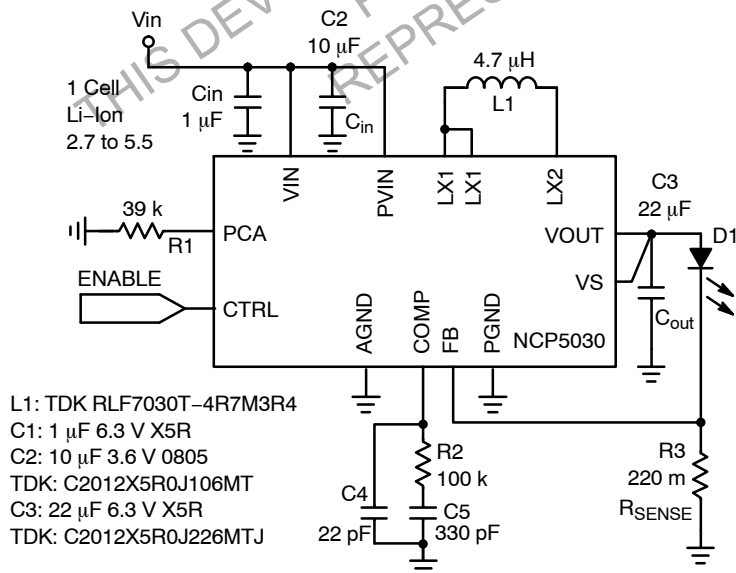 THIS DEV
REPRES
Vin
1 Cell
Li−Ion
2.7 to 5.5
Cin
1 μF
C2
10 μF
Cin
4.7 μH
L1
VIN
PVIN
LX1
LX1
LX2
39 k
R1
PCA
ENABLE
CTRL
VOUT
VS
C3
22 μF
D1
Cout
AGND
COMP
FB
PGND
NCP5030
L1: TDK RLF7030T−4R7M3R4
C1: 1 μF 6.3 V X5R
C2: 10 μF 3.6 V 0805
TDK: C2012X5R0J106MT
C3: 22 μF 6.3 V X5R
TDK: C2012X5R0J226MTJ
C4
22 pF
R2
100 k
C5
330 pF
R3
220 m
RSENSE